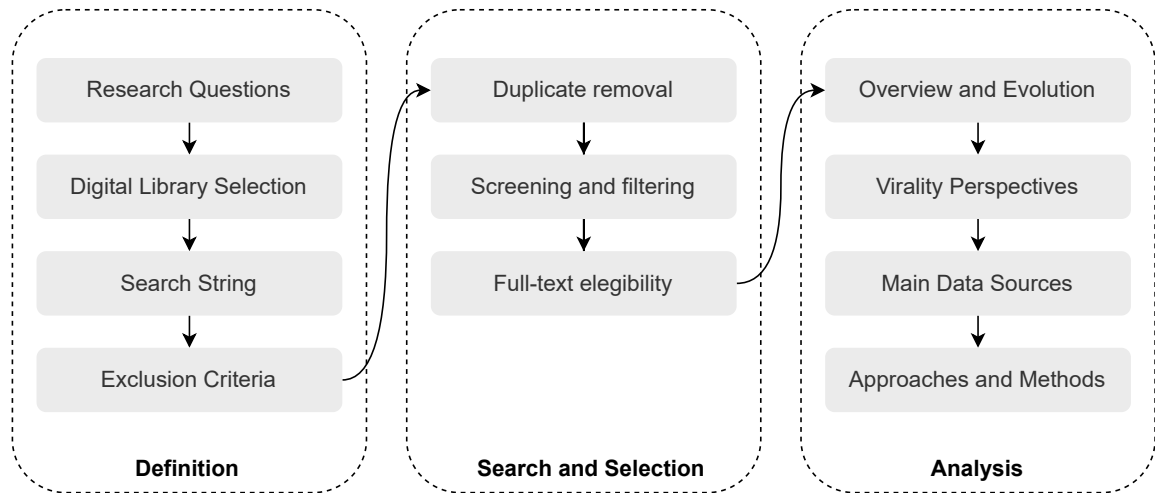 Research Questions
Digital Library Selection
Search String
Exclusion Criteria
Definition
Duplicate removal
Screening and filtering
Full-text elegibility
Search and Selection
Overview and Evolution
Virality Perspectives
Main Data Sources
Approaches and Methods
Analysis